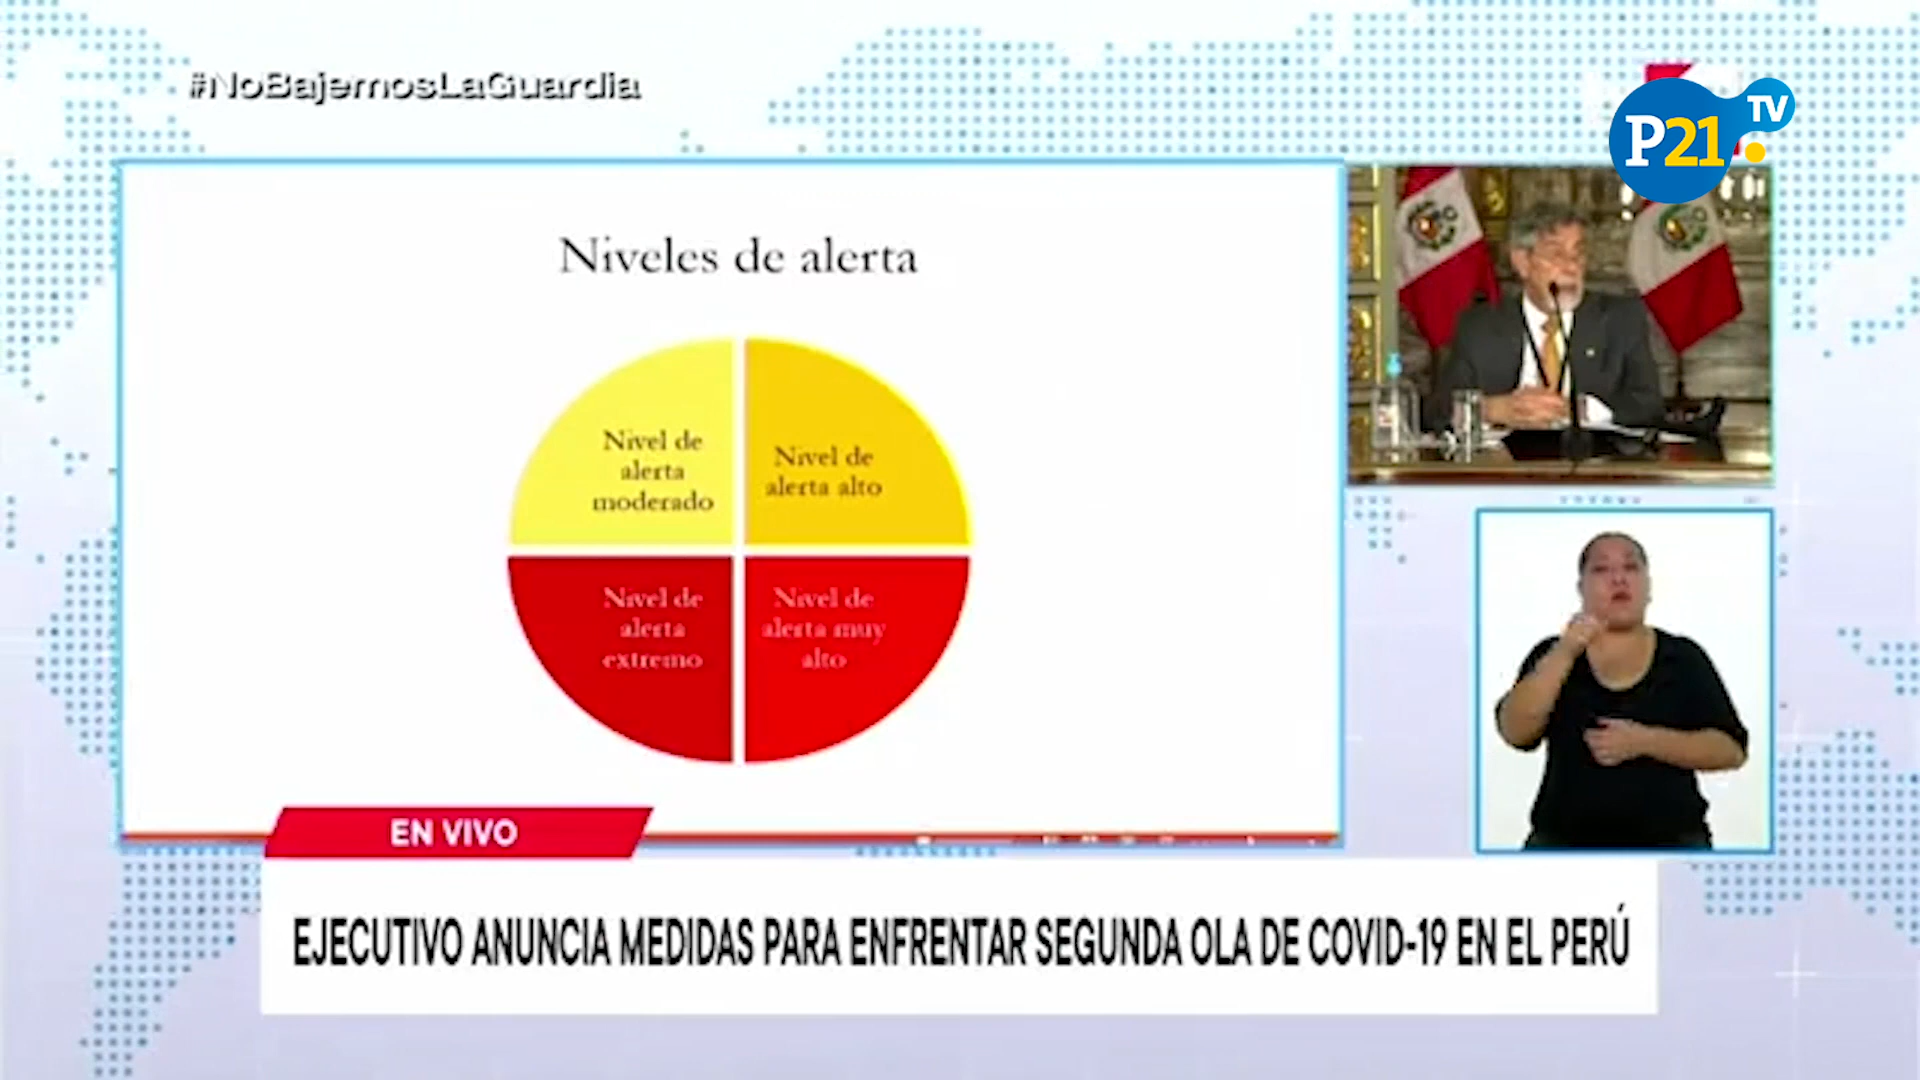 #NoBajemosLaGuardia
P21
TV
Niveles de alerta
Nivel de
alerta
moderado
Nivel de
alerta alto
Nivel de
alerta
extremo
Nivel de
alerta muy
alto
EN VIVO
EJECUTIVO ANUNCIA MEDIDAS PARA ENFRENTAR SEGUNDA OLA DE COVID-19 EN EL PERÚ